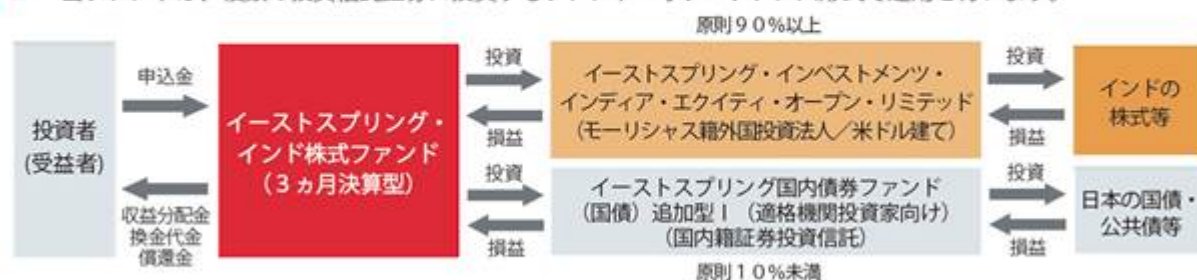 原則90%以上
投資者
(受益者)
申込金
収益分配金
換金代金
償還金
イーストスプリング・
インド株式ファンド
(3ヵ月決算型)
投資
損益
投資
損益
イーストスプリング・インベストメンツ・
インディア・エクイティ・オープン・リミテッド
(モーリシャス籍外国投資法人/米ドル建て)
イーストスプリング国内債券ファンド
(国債)追加型Ⅰ(適格機関投資家向け)
(国内籍証券投資信託)
原則10%未満
投資
損益
投資
損益
インドの
株式等
日本の国債・
公共債等